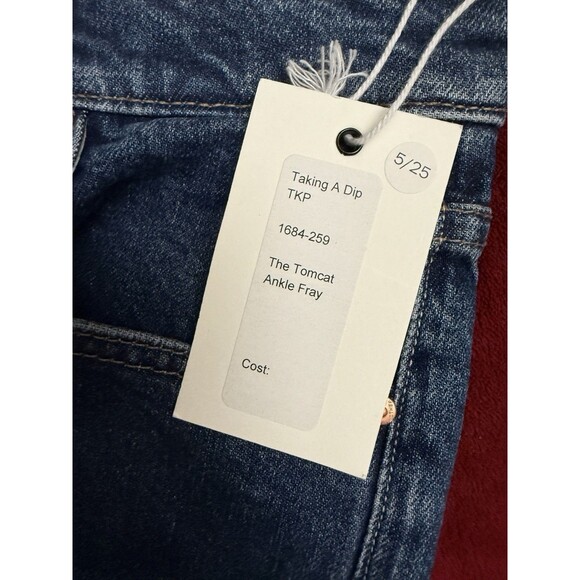 5/25
Taking A Dip
TKP
1684-259
The Tomcat
Ankle Fray
Cost: